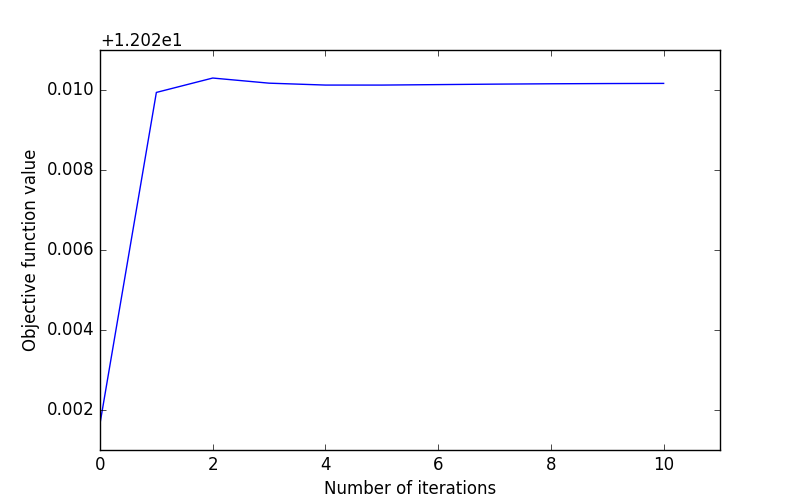 +1.202e1
0.010
0.008
0.006
0.004
0.002
Objective function value
0 2 4 6 8 10
Number of iterations